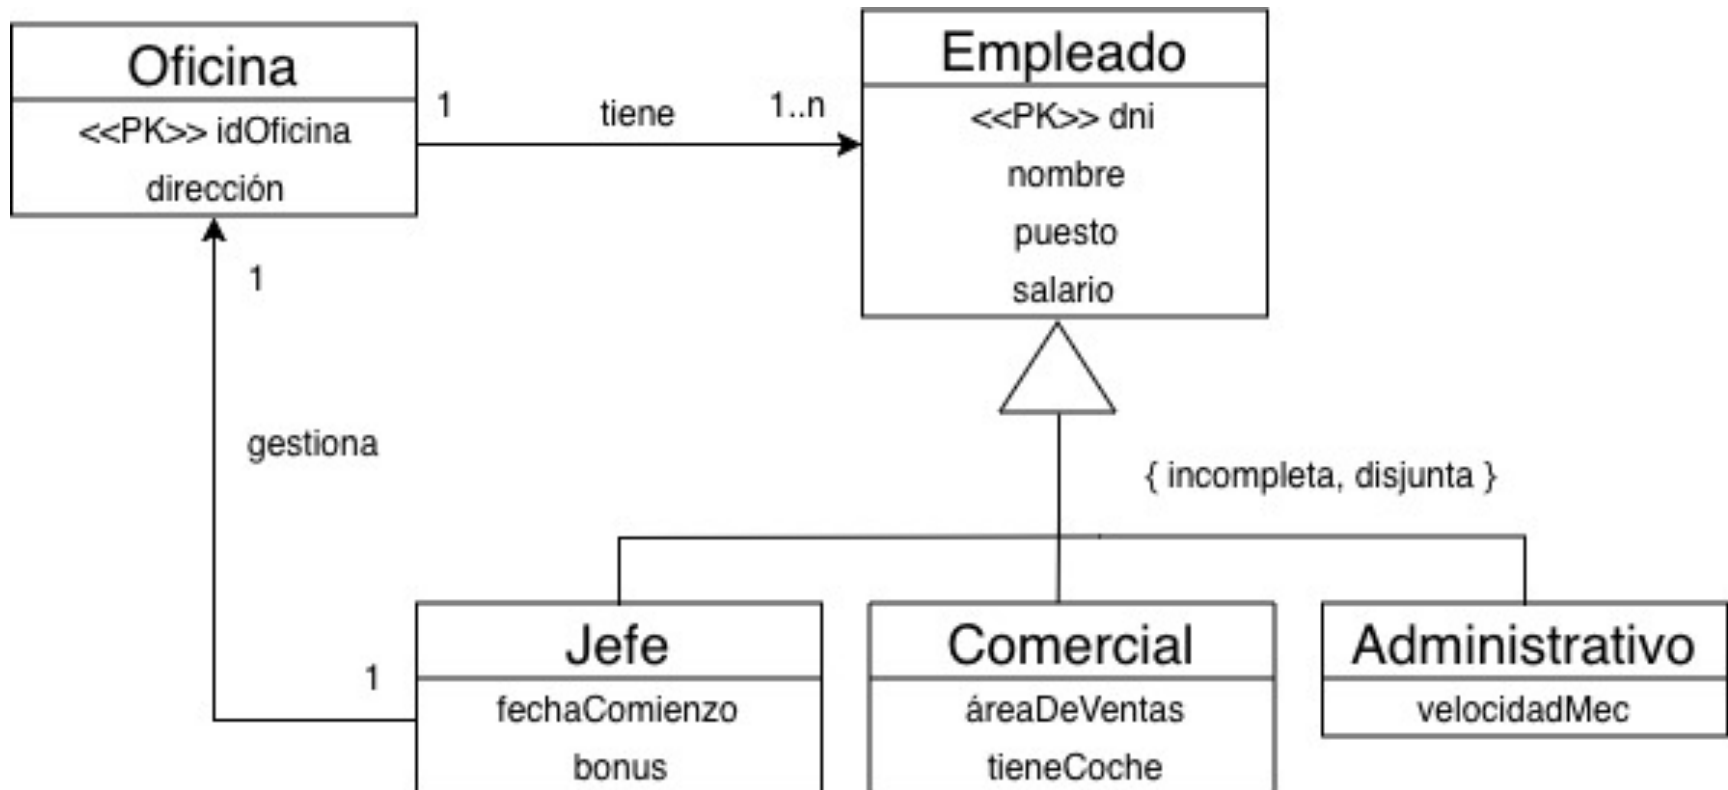 Oficina
<<PK>> idOficina
dirección
1
tiene
1..n
Empleado
<<PK>> dni
nombre
puesto
salario
1
gestiona
1
{ incompleta, disjunta }
Jefe
fechaComienzo
bonus
Comercial
áreaDeVentas
tieneCoche
Administrativo
velocidadMec